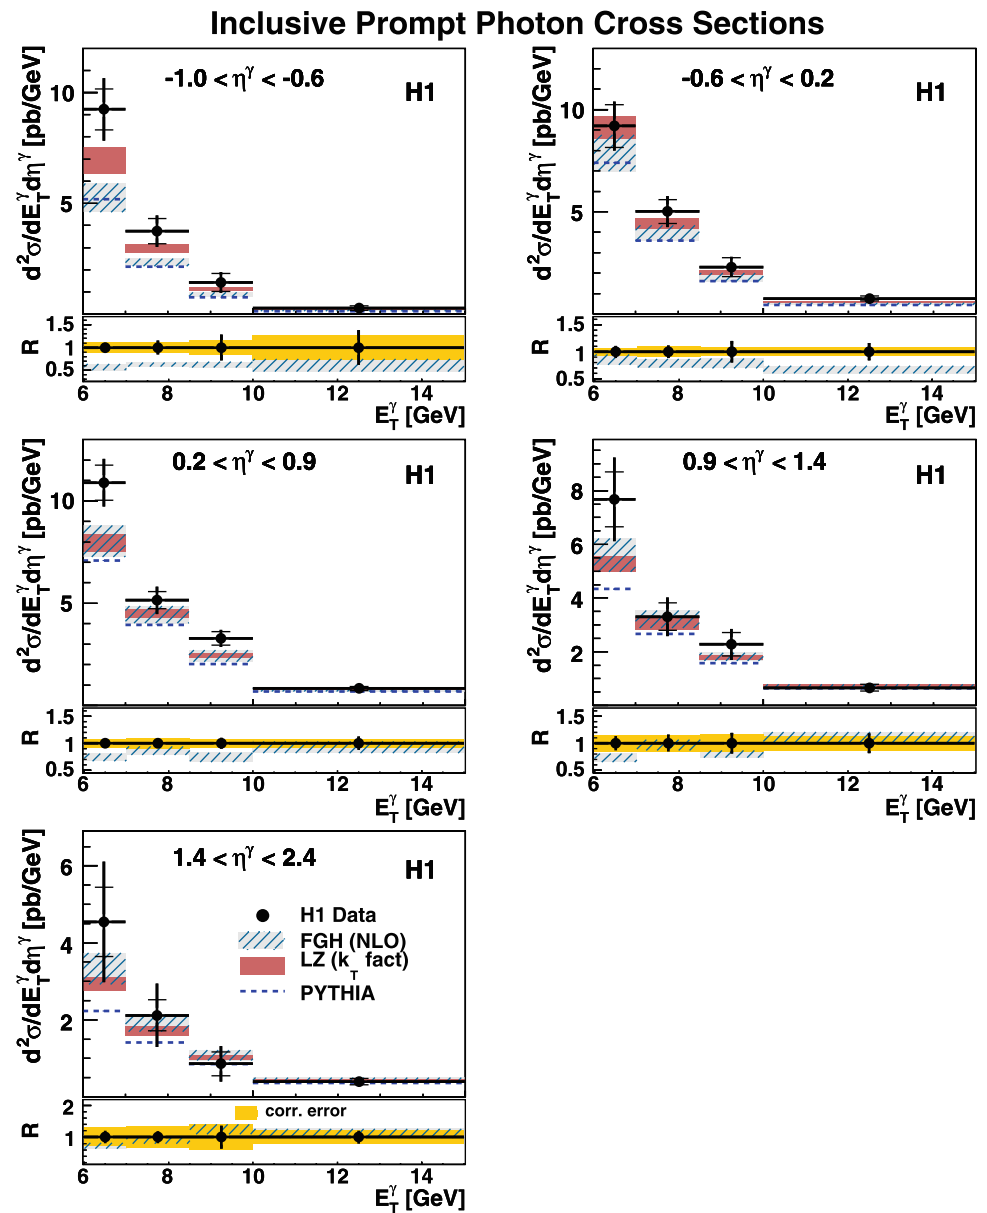 Inclusive Prompt Photon Cross Sections
-1.0 < η^γ < -0.6
H1
d²σ/dE_T^γ dη^γ [pb/GeV]
10
5
R
1.5
1
0.5
6 8 10 12 14
E_T^γ [GeV]
-0.6 < η^γ < 0.2
H1
d²σ/dE_T^γ dη^γ [pb/GeV]
10
5
R
1.5
1
0.5
6 8 10 12 14
E_T^γ [GeV]
0.2 < η^γ < 0.9
H1
d²σ/dE_T^γ dη^γ [pb/GeV]
10
5
R
1.5
1
0.5
6 8 10 12 14
E_T^γ [GeV]
0.9 < η^γ < 1.4
H1
d²σ/dE_T^γ dη^γ [pb/GeV]
8
6
4
2
R
1.5
1
0.5
6 8 10 12 14
E_T^γ [GeV]
1.4 < η^γ < 2.4
H1
d²σ/dE_T^γ dη^γ [pb/GeV]
6
4
2
H1 Data
FGH (NLO)
LZ (k_T fact)
PYTHIA
R
2
1
corr. error
6 8 10 12 14
E_T^γ [GeV]